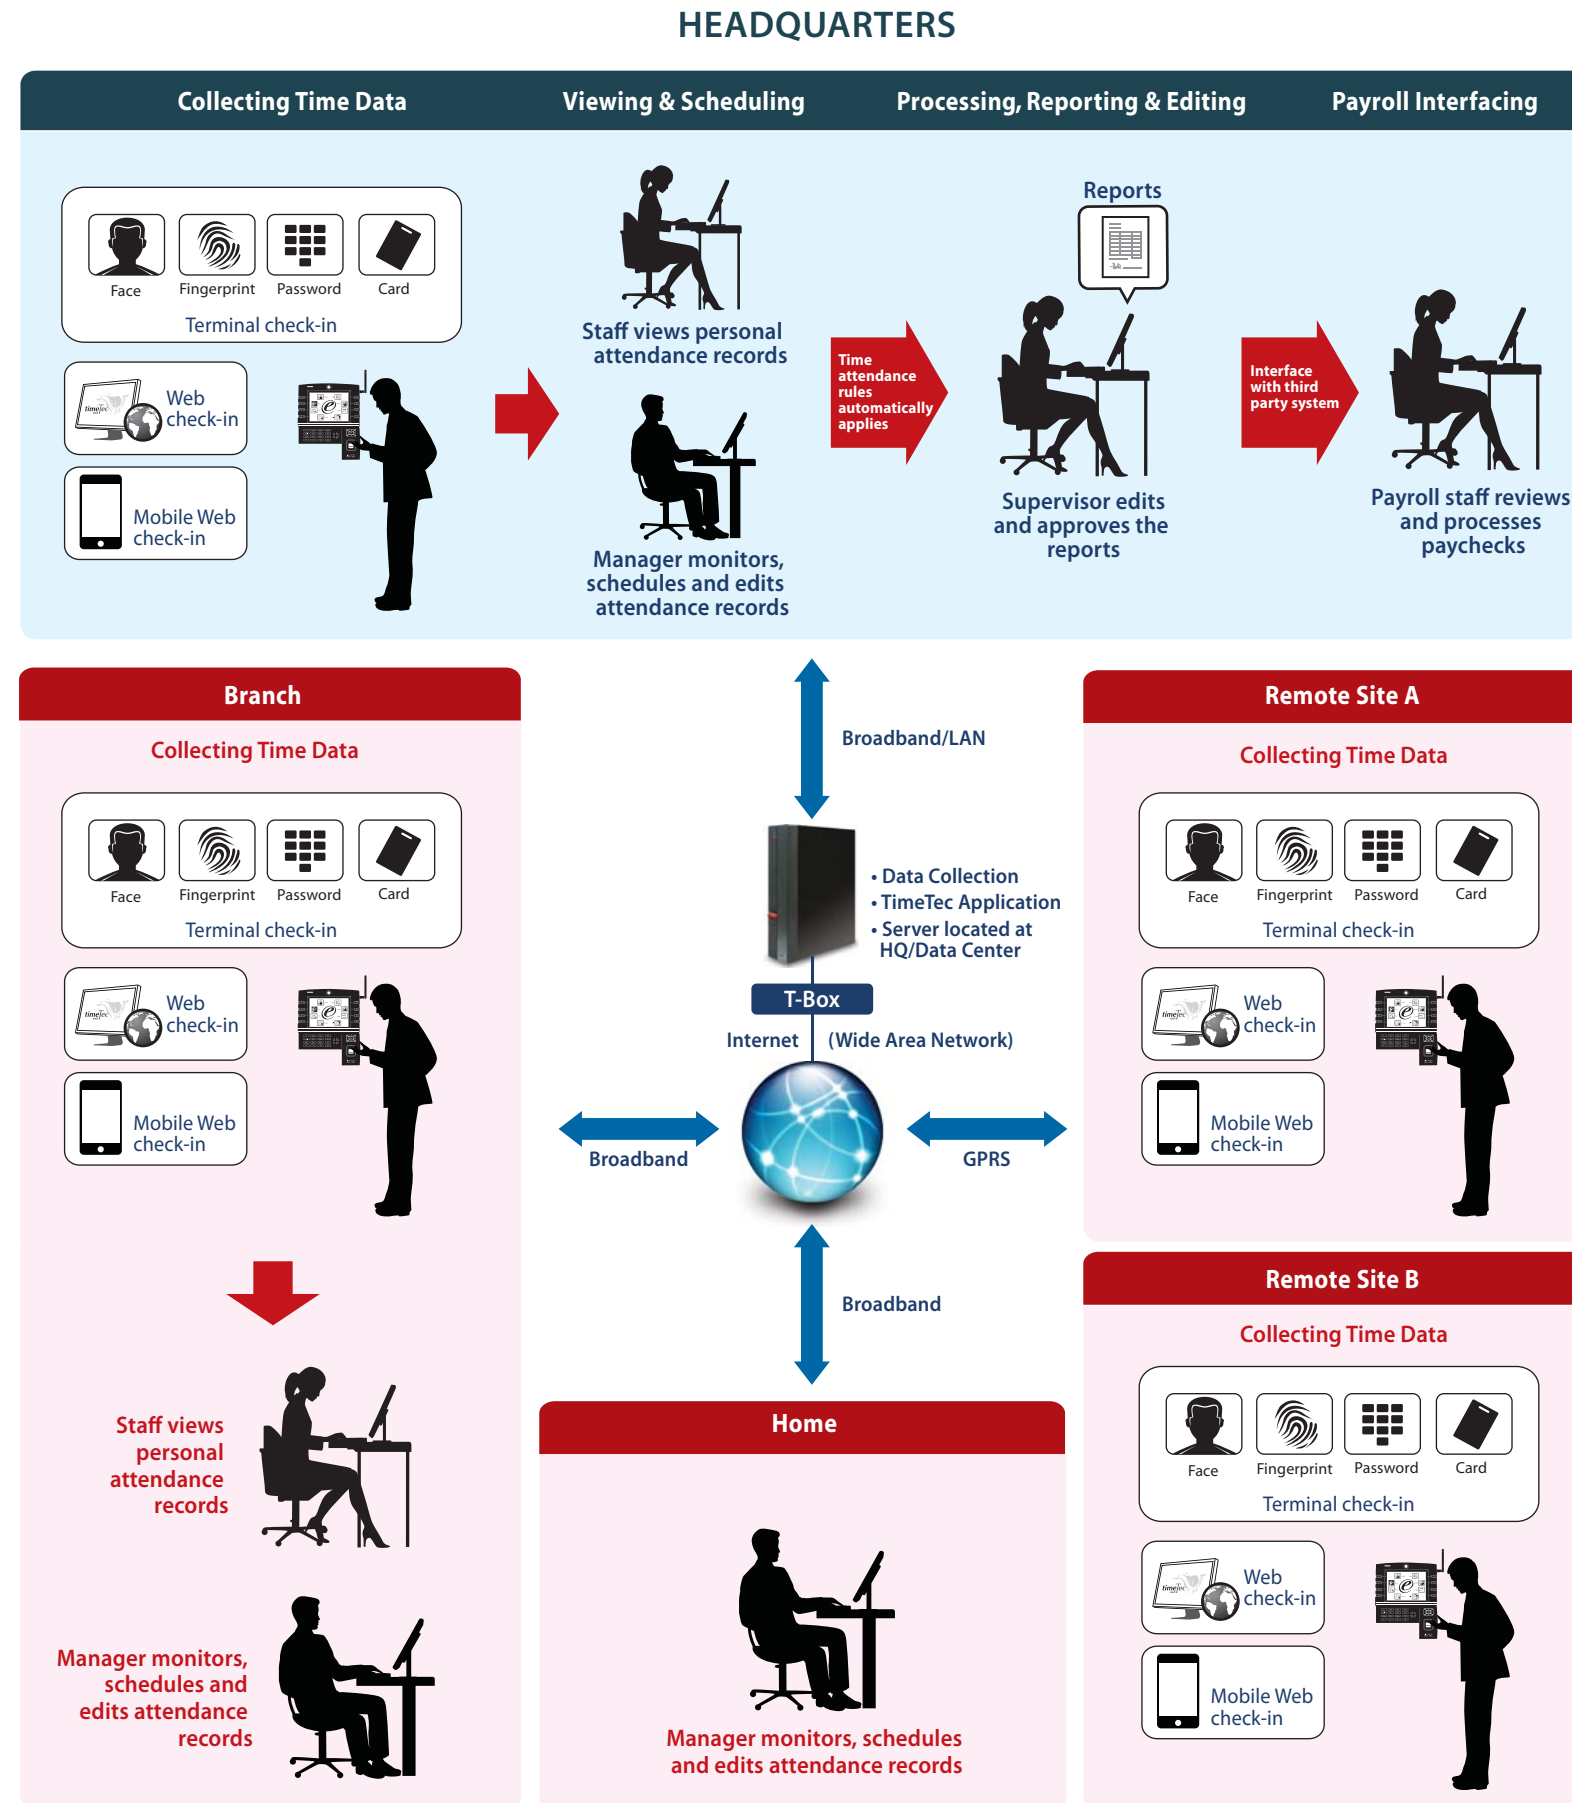 HEADQUARTERS
Collecting Time Data
Viewing & Scheduling
Processing, Reporting & Editing
Payroll Interfacing
Face
Fingerprint
Password
Card
Terminal check-in
timeTec
Web
check-in
Mobile Web
check-in
Staff views personal
attendance records
Manager monitors,
schedules and edits
attendance records
Time
attendance
rules
automatically
applies
Reports
Supervisor edits
and approves the
reports
Interface
with third
party system
Payroll staff reviews
and processes
paychecks
Branch
Collecting Time Data
Face
Fingerprint
Password
Card
Terminal check-in
timeTec
Web
check-in
Mobile Web
check-in
Staff views
personal
attendance
records
Manager monitors,
schedules and
edits attendance
records
Broadband/LAN
• Data Collection
• TimeTec Application
• Server located at
HQ/Data Center
T-Box
Internet
(Wide Area Network)
Broadband
GPRS
Broadband
Home
Manager monitors, schedules
and edits attendance records
Remote Site A
Collecting Time Data
Face
Fingerprint
Password
Card
Terminal check-in
timeTec
Web
check-in
Mobile Web
check-in
Remote Site B
Collecting Time Data
Face
Fingerprint
Password
Card
Terminal check-in
timeTec
Web
check-in
Mobile Web
check-in